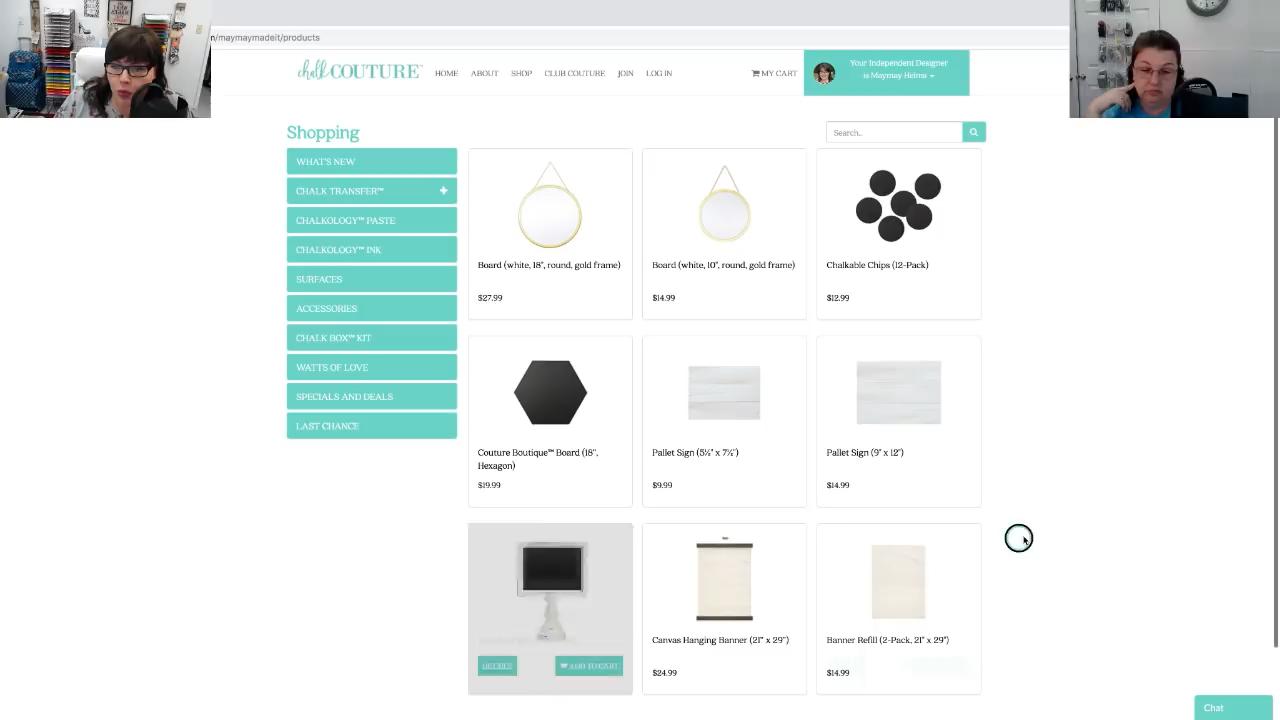 n/maymaymadeit/products
chalk COUTURE™
HOME
ABOUT
SHOP
CLUB COUTURE
JOIN
LOG IN
MY CART
Your Independent Designer
is Maymay Helms
Shopping
Search..
WHAT'S NEW
CHALK TRANSFER™
CHALKOLOGY™ PASTE
CHALKOLOGY™ INK
SURFACES
ACCESSORIES
CHALK BOX™ KIT
WATTS OF LOVE
SPECIALS AND DEALS
LAST CHANCE
Board (white, 18", round, gold frame)
$27.99
Board (white, 10", round, gold frame)
$14.99
Chalkable Chips (12-Pack)
$12.99
Couture Boutique™ Board (18",
Hexagon)
$19.99
Pallet Sign (5½" x 7½")
$9.99
Pallet Sign (9" x 12")
$14.99
DETAILS
ADD TO CART
Canvas Hanging Banner (21" x 29")
$24.99
Banner Refill (2-Pack, 21" x 29")
$14.99
Chat